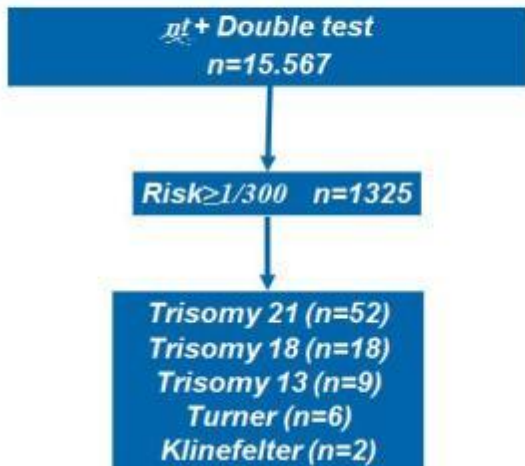 nt + Double test
n=15.567
Risk≥1/300 n=1325
Trisomy 21 (n=52)
Trisomy 18 (n=18)
Trisomy 13 (n=9)
Turner (n=6)
Klinefelter (n=2)